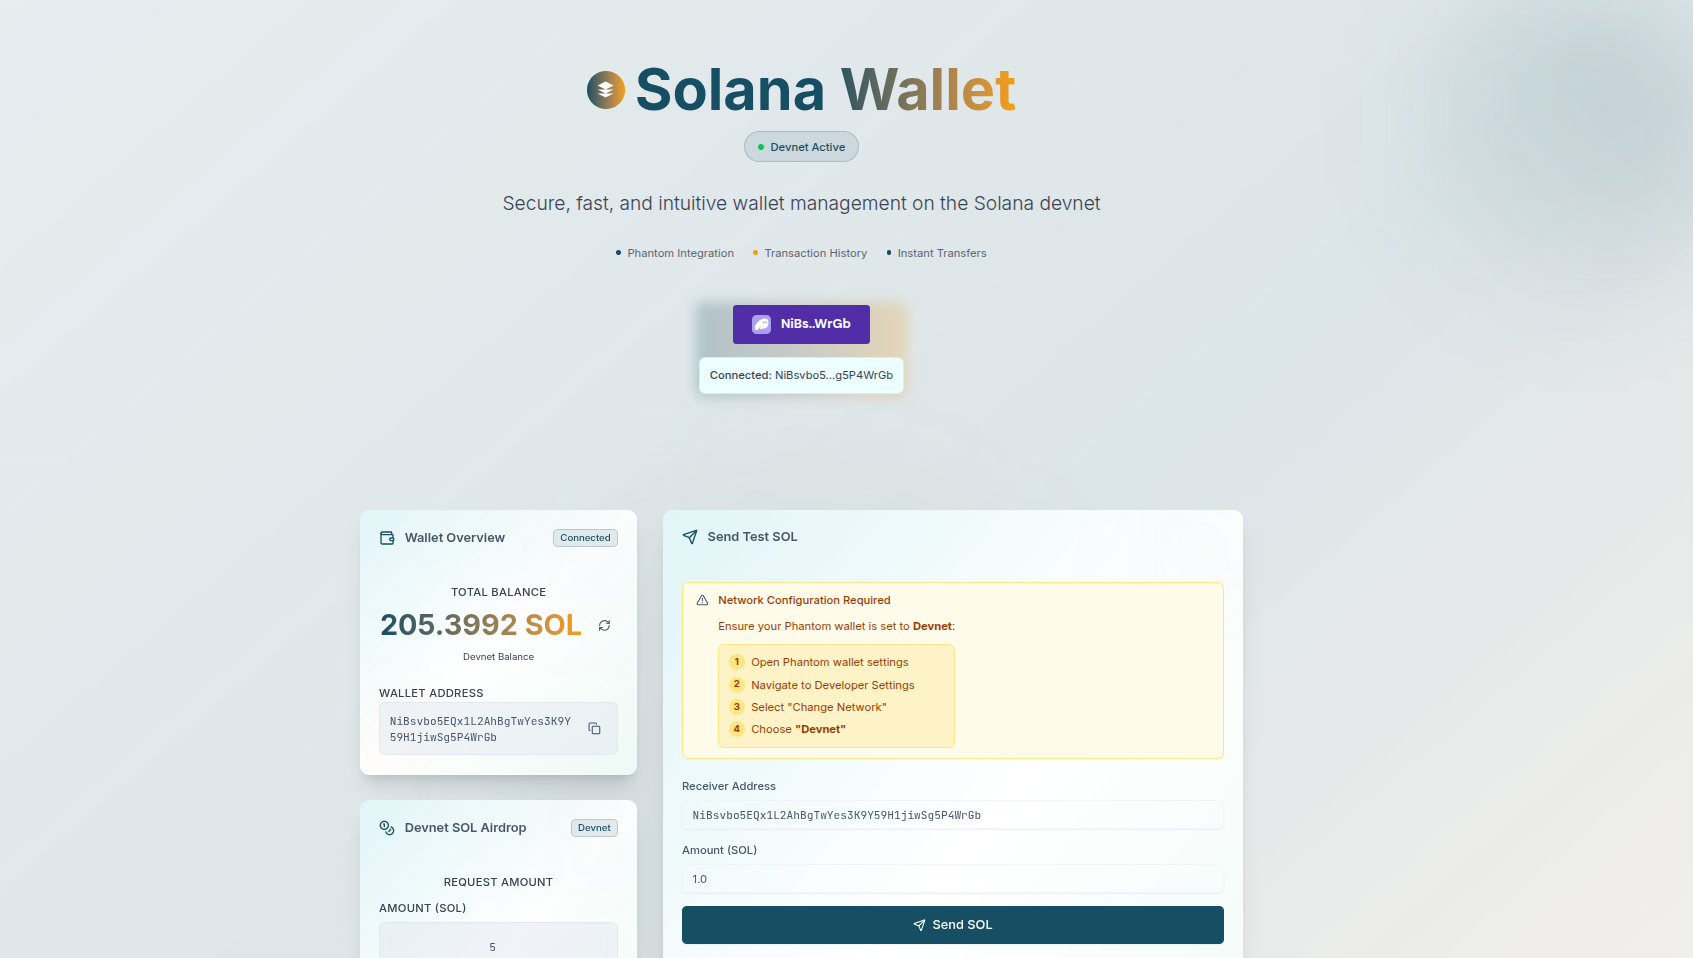 Solana Wallet
Devnet Active
Secure, fast, and intuitive wallet management on the Solana devnet
Phantom Integration
Transaction History
Instant Transfers
NiBs..WrGb
Connected: NiBsvbo5...g5P4WrGb
Wallet Overview
Connected
TOTAL BALANCE
205.3992 SOL
Devnet Balance
WALLET ADDRESS
NiBsvbo5EQx1L2AhBgTwYes3K9Y
59H1jiwSg5P4WrGb
Devnet SOL Airdrop
Devnet
REQUEST AMOUNT
AMOUNT (SOL)
5
Send Test SOL
Network Configuration Required
Ensure your Phantom wallet is set to Devnet:
1 Open Phantom wallet settings
2 Navigate to Developer Settings
3 Select "Change Network"
4 Choose "Devnet"
Receiver Address
NiBsvbo5EQx1L2AhBgTwYes3K9Y59H1jiwSg5P4WrGb
Amount (SOL)
1.0
Send SOL